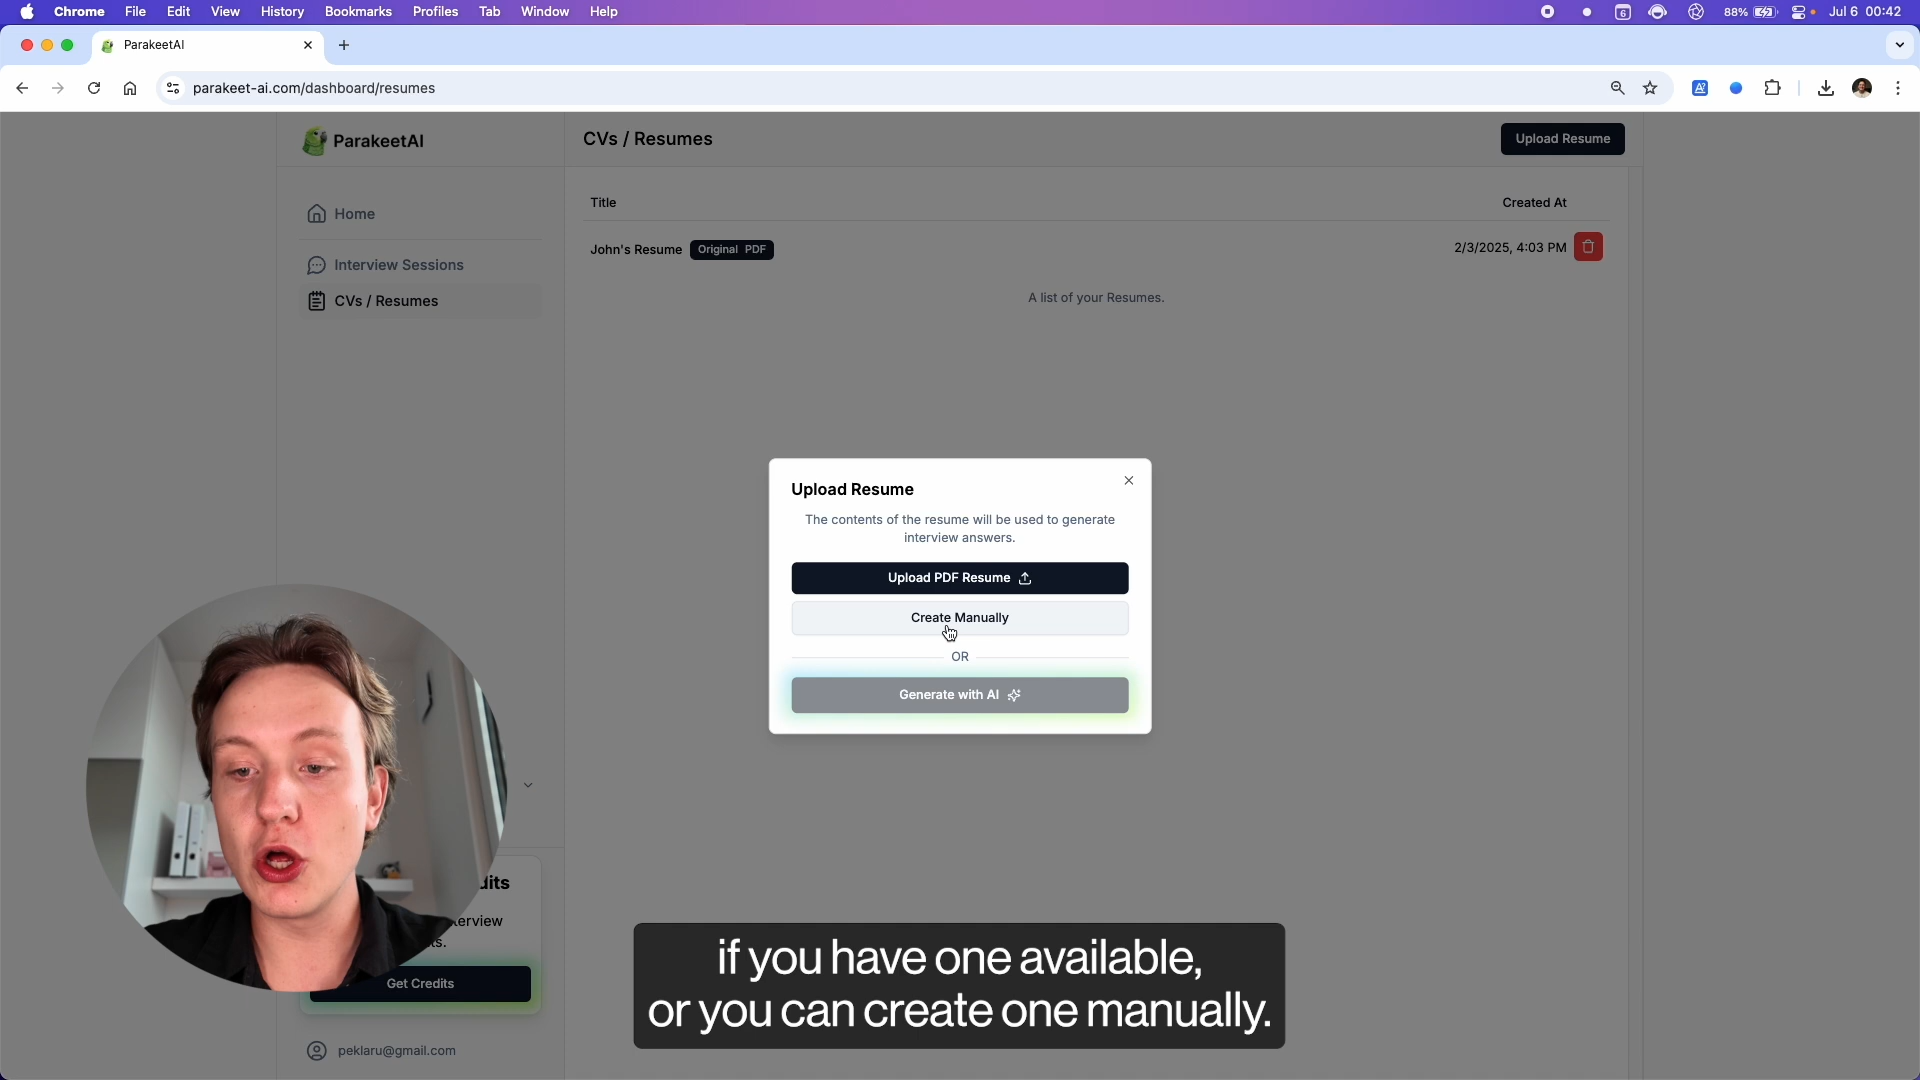 Chrome File Edit View History Bookmarks Profiles Tab Window Help
6
88%
Jul 6 00:42
ParakeetAI
parakeet-ai.com/dashboard/resumes
ParakeetAI
CVs / Resumes
Upload Resume
Home
Interview Sessions
CVs / Resumes
Title
Created At
John's Resume
Original PDF
2/3/2025, 4:03 PM
A list of your Resumes.
Upload Resume
The contents of the resume will be used to generate
interview answers.
Upload PDF Resume
Create Manually
OR
Generate with AI
Get Credits
peklaru@gmail.com
if you have one available,
or you can create one manually.